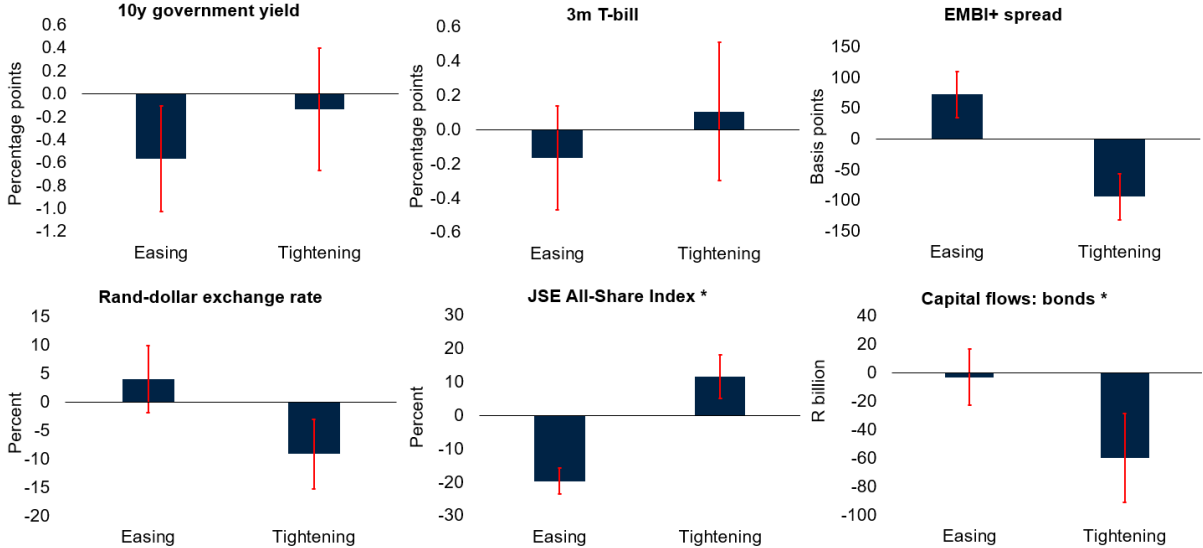 10y government yield
Percentage points
0.6
0.4
0.2
0.0
-0.2
-0.4
-0.6
-0.8
-1.0
-1.2
Easing
Tightening
3m T-bill
Percentage points
0.6
0.4
0.2
0.0
-0.2
-0.4
-0.6
Easing
Tightening
EMBI+ spread
Basis points
150
100
50
0
-50
-100
-150
Easing
Tightening
Rand-dollar exchange rate
Percent
15
10
5
0
-5
-10
-15
-20
Easing
Tightening
JSE All-Share Index *
Percent
30
20
10
0
-10
-20
-30
Easing
Tightening
Capital flows: bonds *
R billion
40
20
0
-20
-40
-60
-80
-100
Easing
Tightening